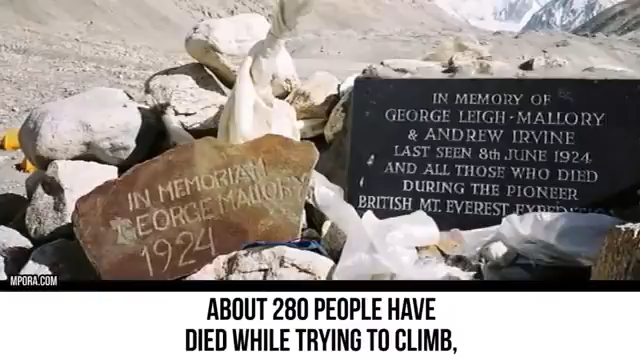 IN MEMORIAM
GEORGE MALLORY
1924
IN MEMORY OF
GEORGE LEIGH-MALLORY
& ANDREW IRVINE
LAST SEEN 8th JUNE 1924
AND ALL THOSE WHO DIED
DURING THE PIONEER
BRITISH MT. EVEREST EXPEDITION
MPORA.COM
ABOUT 280 PEOPLE HAVE
DIED WHILE TRYING TO CLIMB,